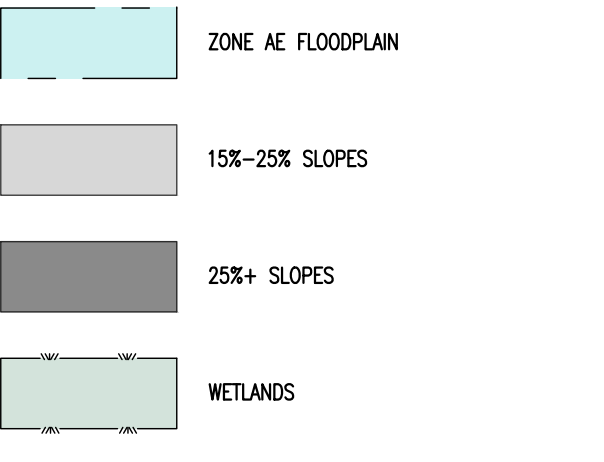 ZONE AE FLOODPLAIN
15%-25% SLOPES
25%+ SLOPES
WETLANDS